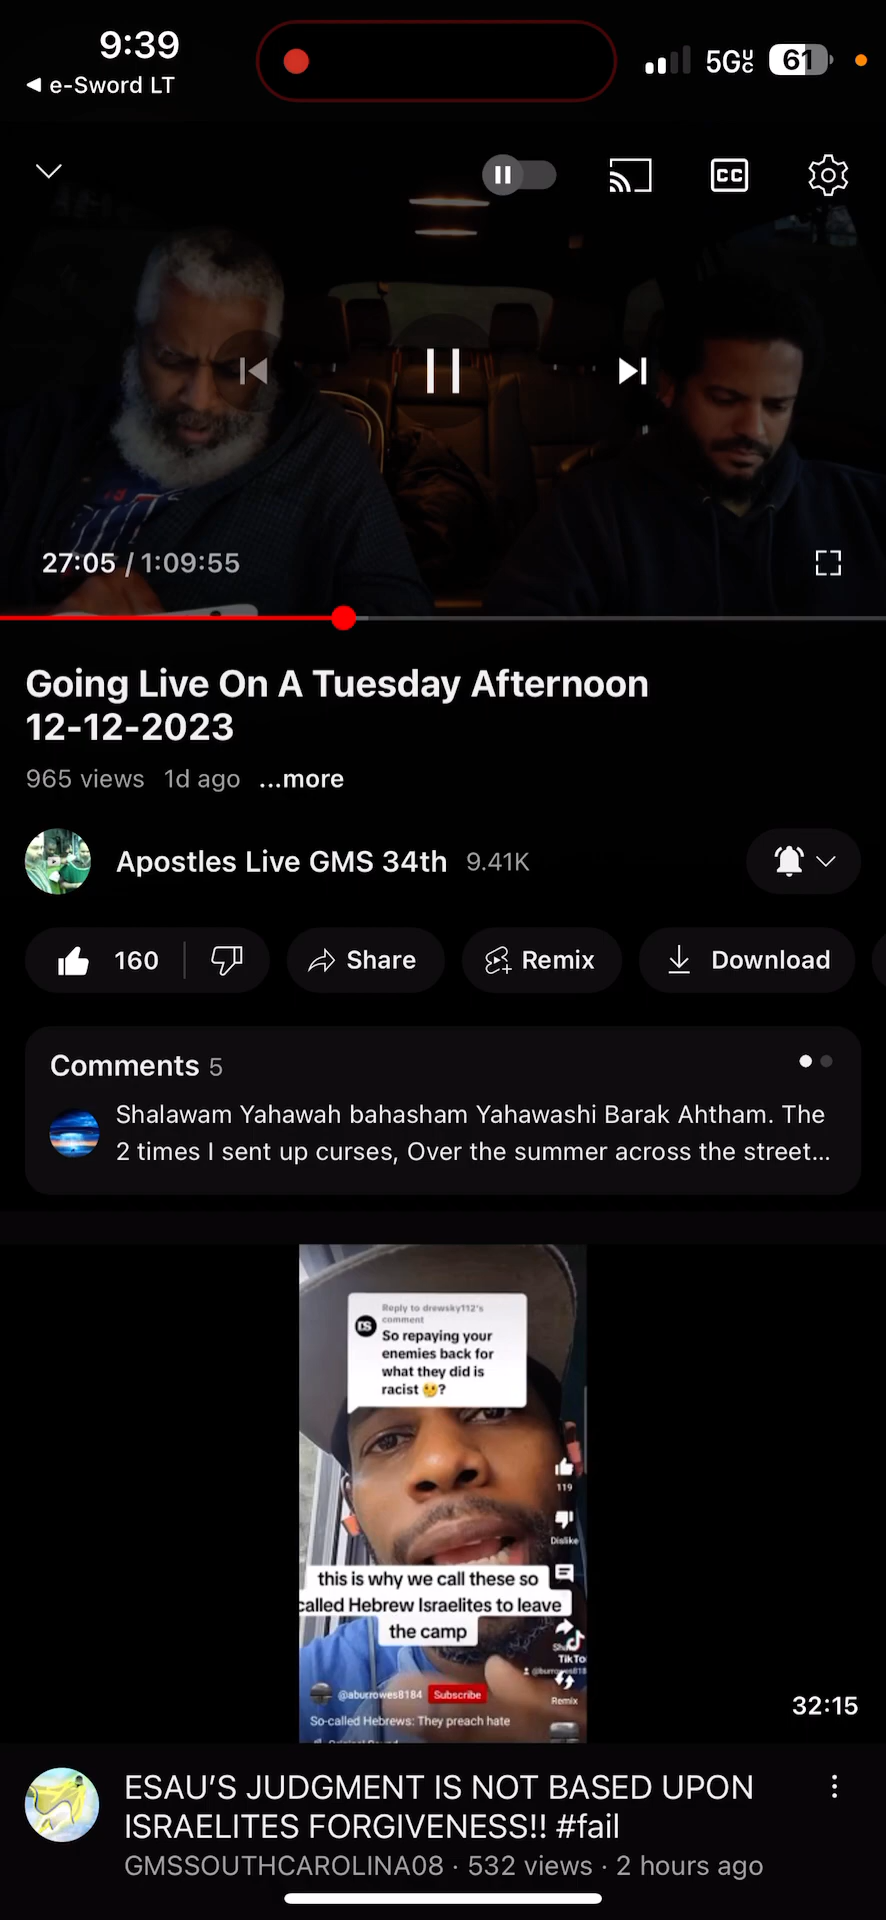 9:39
5G
61
e-Sword LT
CC
27:05 / 1:09:55
Going Live On A Tuesday Afternoon
12-12-2023
965 views 1d ago ...more
Apostles Live GMS 34th 9.41K
160 Share Remix Download
Comments 5
Shalawam Yahawah bahasham Yahawashi Barak Ahtham. The
2 times I sent up curses, Over the summer across the street...
Reply to drewsky112's
comment
So repaying your
enemies back for
what they did is
racist 🤔?
119
Dislike
this is why we call these so
called Hebrew Israelites to leave
the camp
TikTo
Remix
@aburrowes8184 Subscribe
So-called Hebrews: They preach hate
32:15
ESAU'S JUDGMENT IS NOT BASED UPON
ISRAELITES FORGIVENESS!! #fail
GMSSOUTHCAROLINA08 · 532 views · 2 hours ago